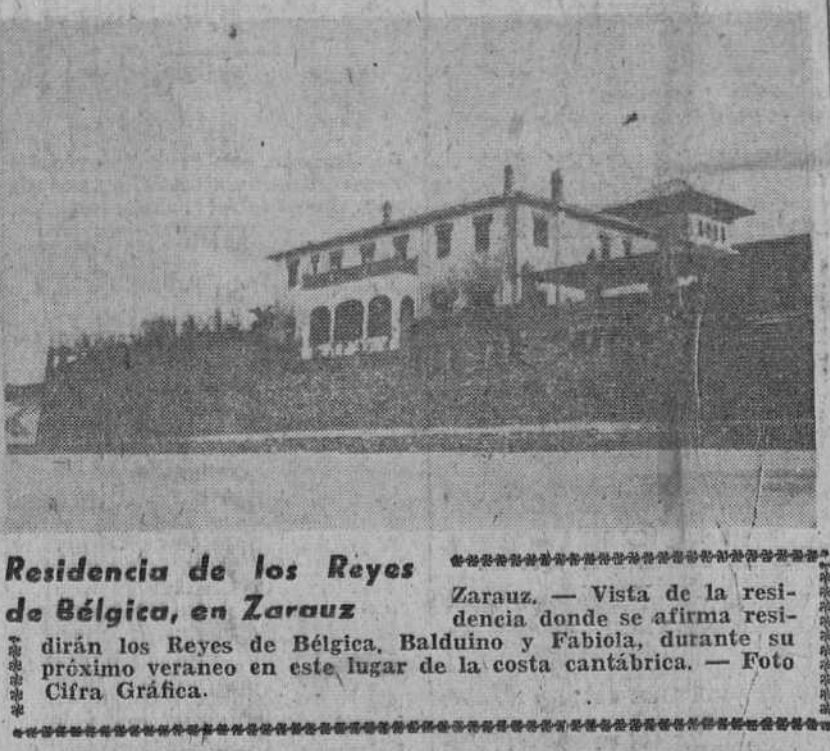 Residencia de los Reyes
de Bélgica, en Zarauz
Zarauz. — Vista de la resi-
dencia donde se afirma resi-
dirán los Reyes de Bélgica, Balduino y Fabiola, durante su
próximo veraneo en este lugar de la costa cantábrica. — Foto
Cifra Gráfica.